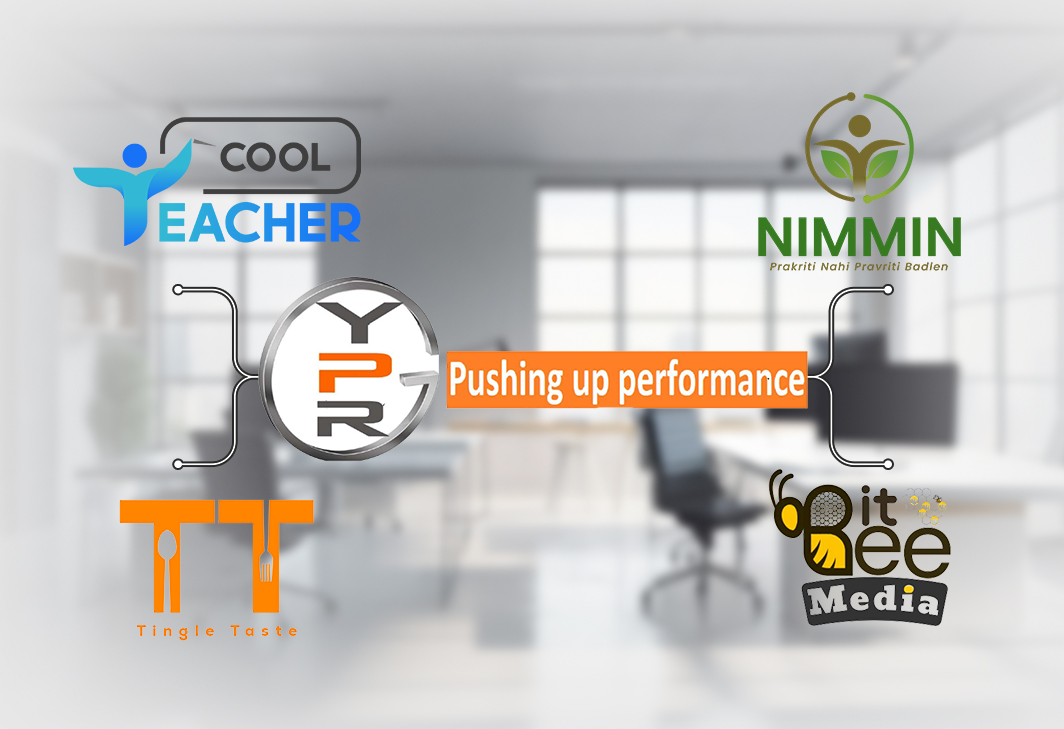 COOL
TEACHER
NIMMIN
Prakriti Nahi Pravriti Badlen
YPR
G
Pushing up performance
TT
Tingle Taste
Bit
Bee
Media